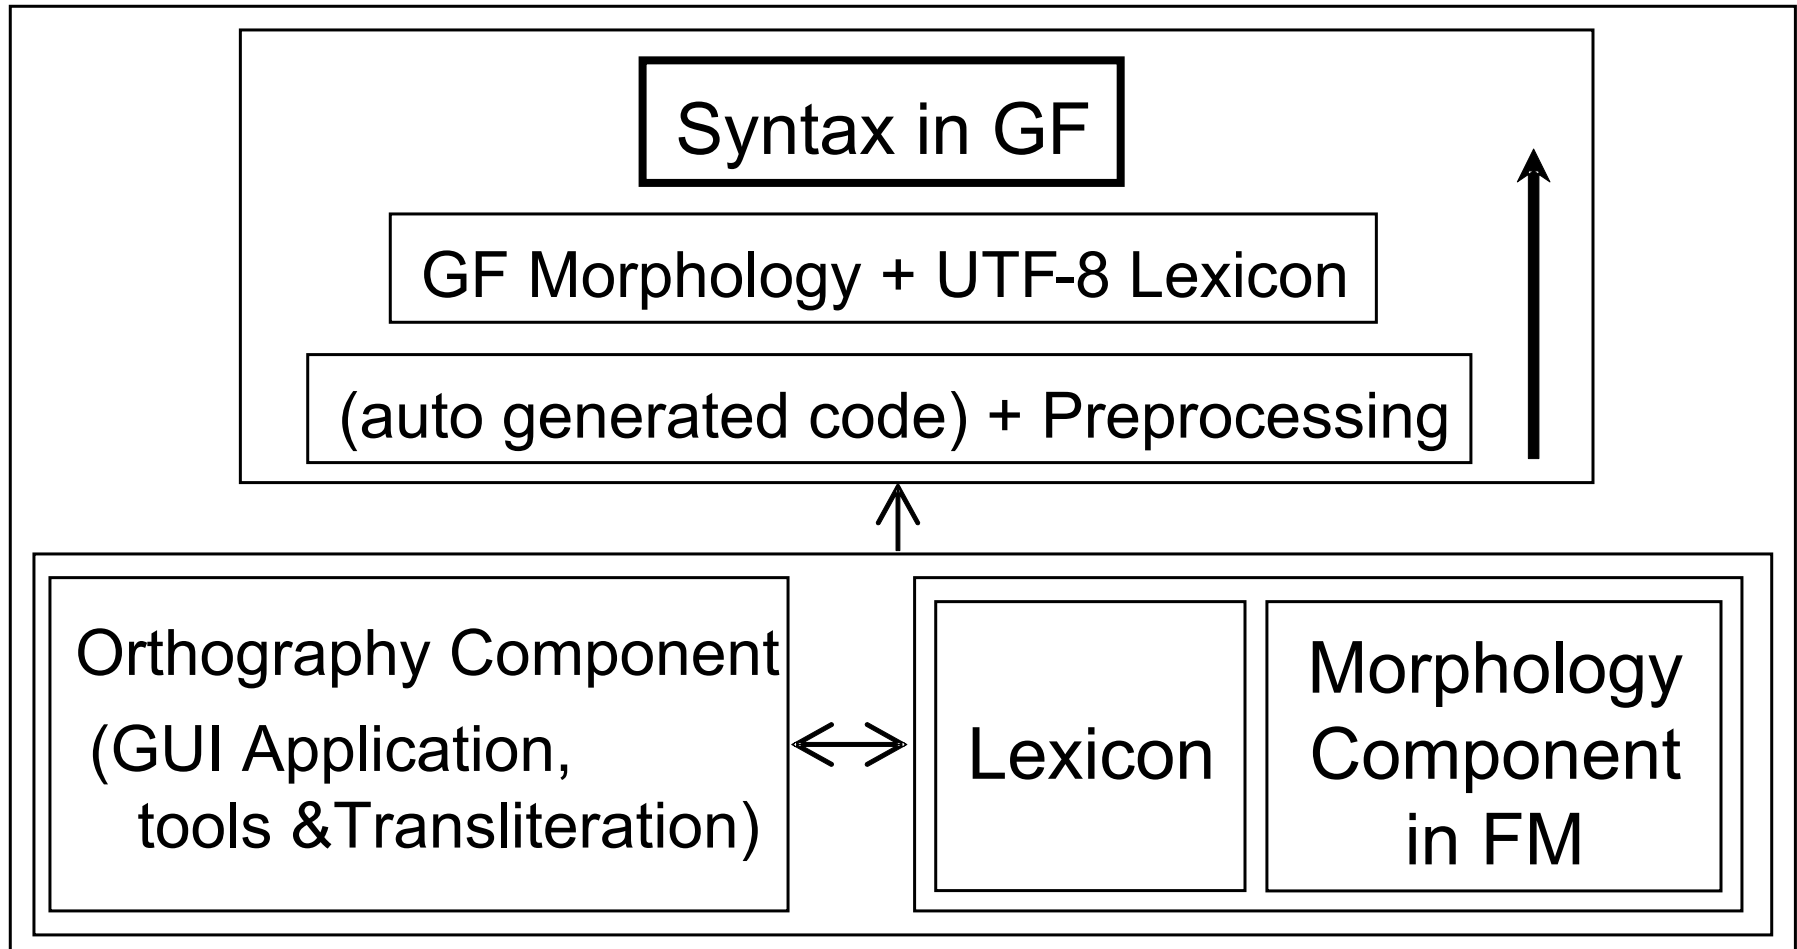 Syntax in GF
GF Morphology + UTF-8 Lexicon
(auto generated code) + Preprocessing
Orthography Component
(GUI Application,
tools &Transliteration)
Lexicon
Morphology
Component
in FM